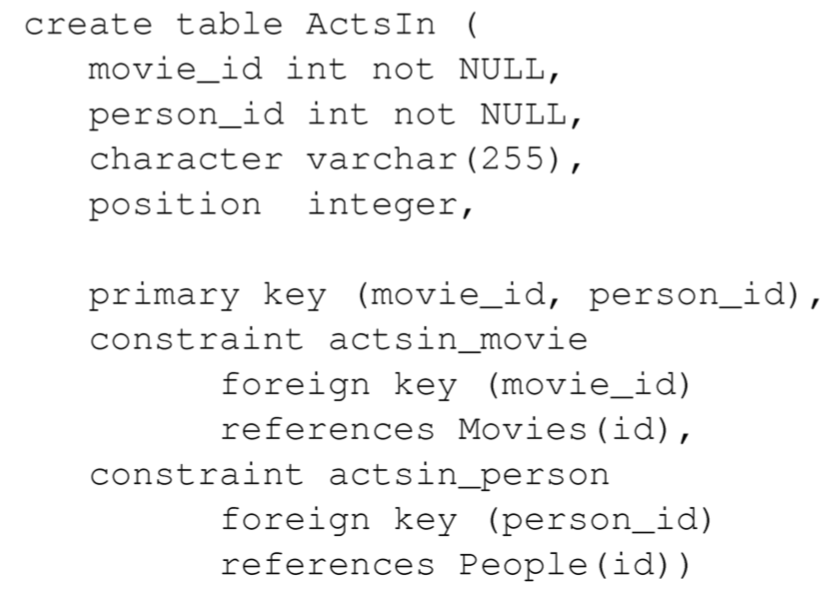 create table ActsIn (
movie_id int not NULL,
person_id int not NULL,
character varchar(255),
position  integer,
primary key (movie_id, person_id),
constraint actsin_movie
foreign key (movie_id)
references Movies(id),
constraint actsin_person
foreign key (person_id)
references People(id))